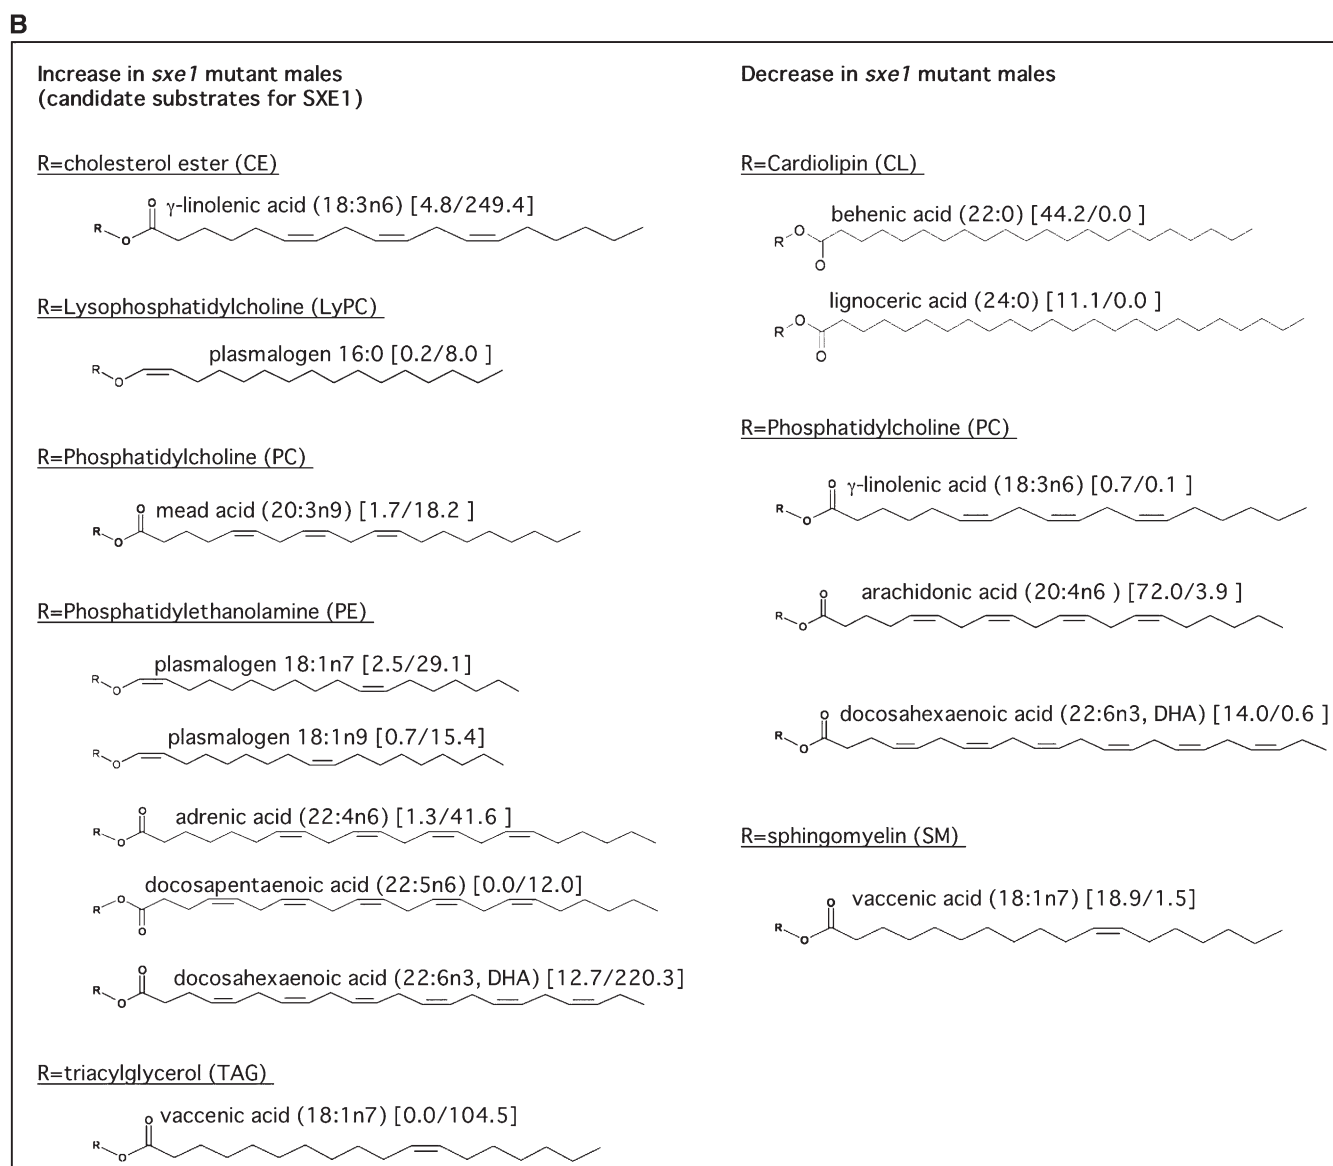 B
Increase in sxe1 mutant males
(candidate substrates for SXE1)
R=cholesterol ester (CE)
γ-linolenic acid (18:3n6) [4.8/249.4]
O
R
O
R=Lysophosphatidylcholine (LyPC)
plasmalogen 16:0 [0.2/8.0 ]
R
O
R=Phosphatidylcholine (PC)
mead acid (20:3n9) [1.7/18.2 ]
O
R
O
R=Phosphatidylethanolamine (PE)
plasmalogen 18:1n7 [2.5/29.1]
R
O
plasmalogen 18:1n9 [0.7/15.4]
R
O
adrenic acid (22:4n6) [1.3/41.6 ]
O
R
O
docosapentaenoic acid (22:5n6) [0.0/12.0]
O
R
O
docosahexaenoic acid (22:6n3, DHA) [12.7/220.3]
O
R
O
R=triacylglycerol (TAG)
vaccenic acid (18:1n7) [0.0/104.5]
O
R
O
Decrease in sxe1 mutant males
R=Cardiolipin (CL)
behenic acid (22:0) [44.2/0.0 ]
O
R
O
lignoceric acid (24:0) [11.1/0.0 ]
O
R
O
R=Phosphatidylcholine (PC)
γ-linolenic acid (18:3n6) [0.7/0.1 ]
O
R
O
arachidonic acid (20:4n6 ) [72.0/3.9 ]
O
R
O
docosahexaenoic acid (22:6n3, DHA) [14.0/0.6 ]
O
R
O
R=sphingomyelin (SM)
vaccenic acid (18:1n7) [18.9/1.5]
O
R
O